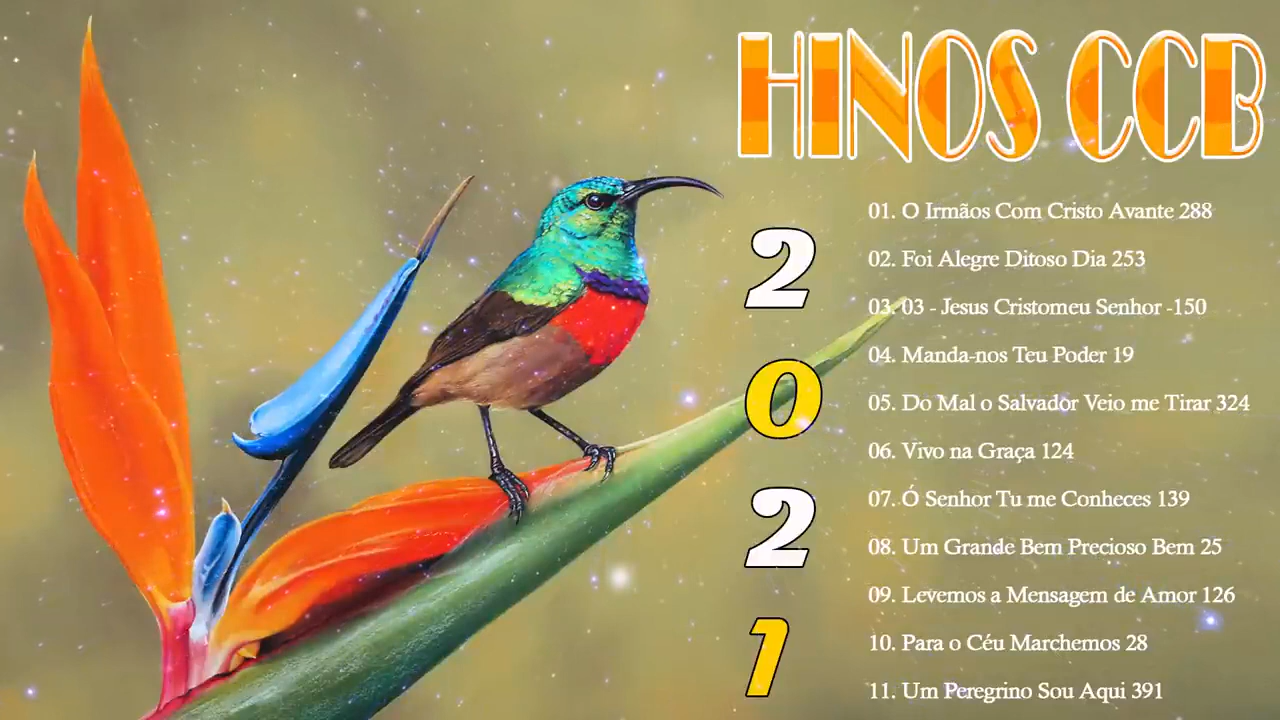 HINOS CCB
2
0
2
1
01. O Irmãos Com Cristo Avante 288
02. Foi Alegre Ditoso Dia 253
03. 03 - Jesus Cristomeu Senhor -150
04. Manda-nos Teu Poder 19
05. Do Mal o Salvador Veio me Tirar 324
06. Vivo na Graça 124
07. Ó Senhor Tu me Conheces 139
08. Um Grande Bem Precioso Bem 25
09. Levemos a Mensagem de Amor 126
10. Para o Céu Marchemos 28
11. Um Peregrino Sou Aqui 391